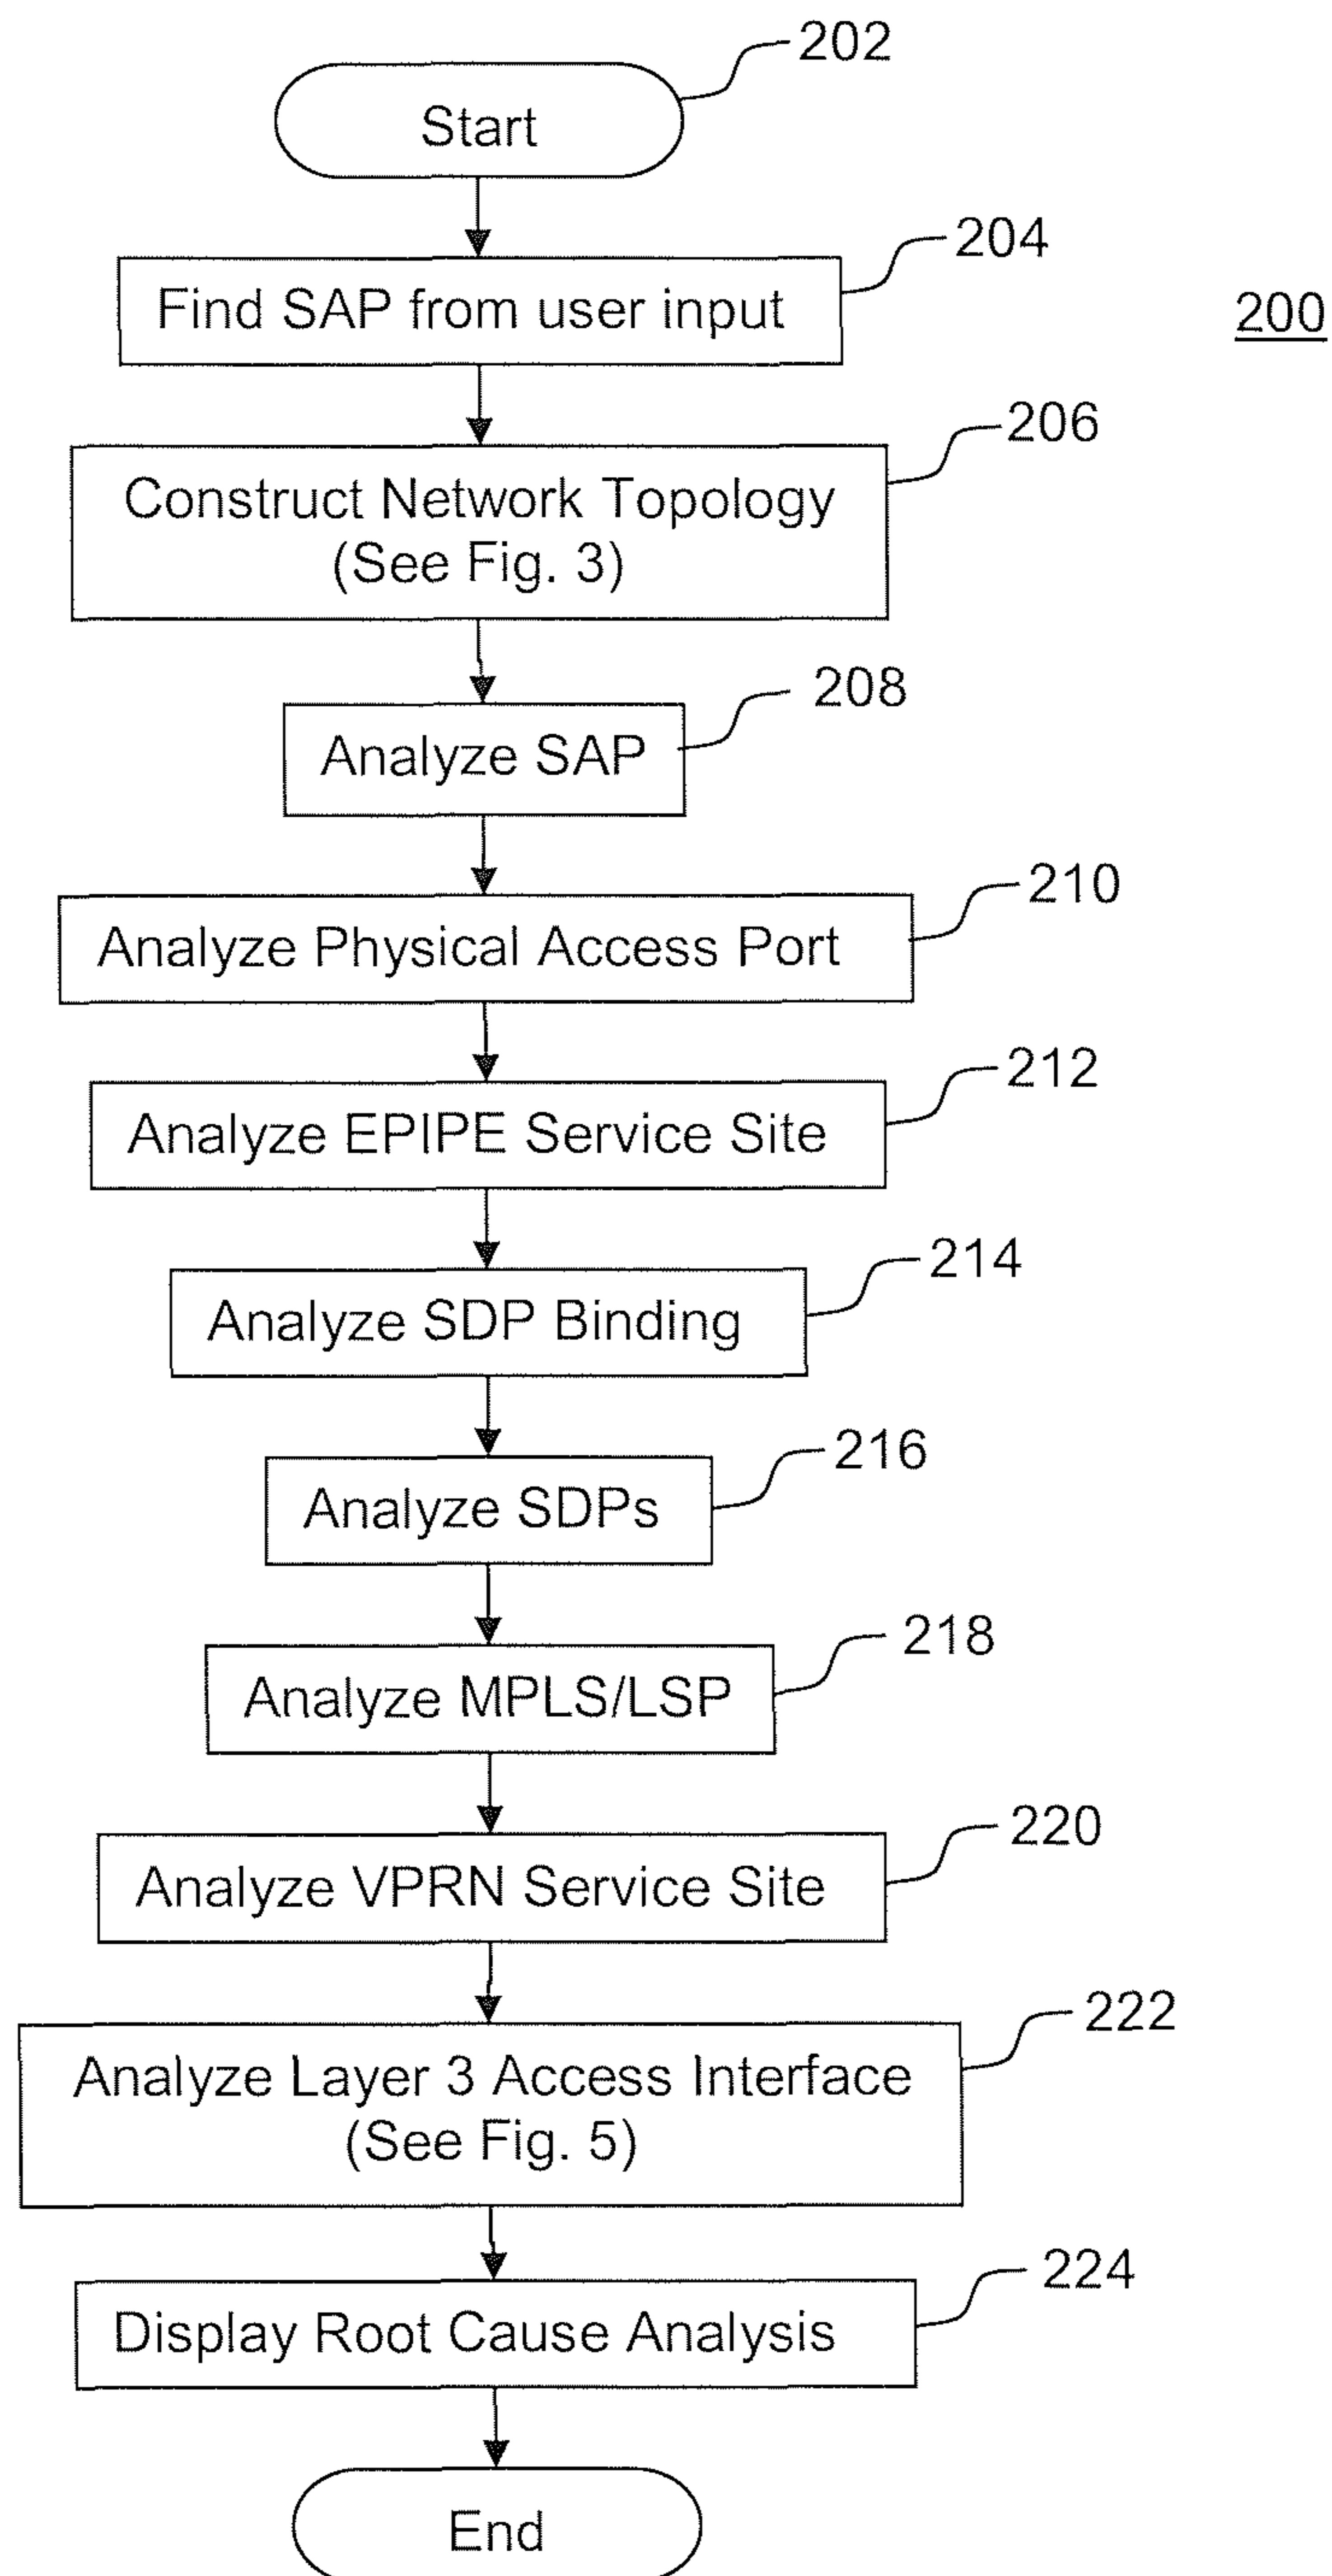 202
Start
204
Find SAP from user input
200
206
Construct Network Topology
(See Fig. 3)
208
Analyze SAP
210
Analyze Physical Access Port
212
Analyze EPIPE Service Site
214
Analyze SDP Binding
216
Analyze SDPs
218
Analyze MPLS/LSP
220
Analyze VPRN Service Site
222
Analyze Layer 3 Access Interface
(See Fig. 5)
224
Display Root Cause Analysis
End